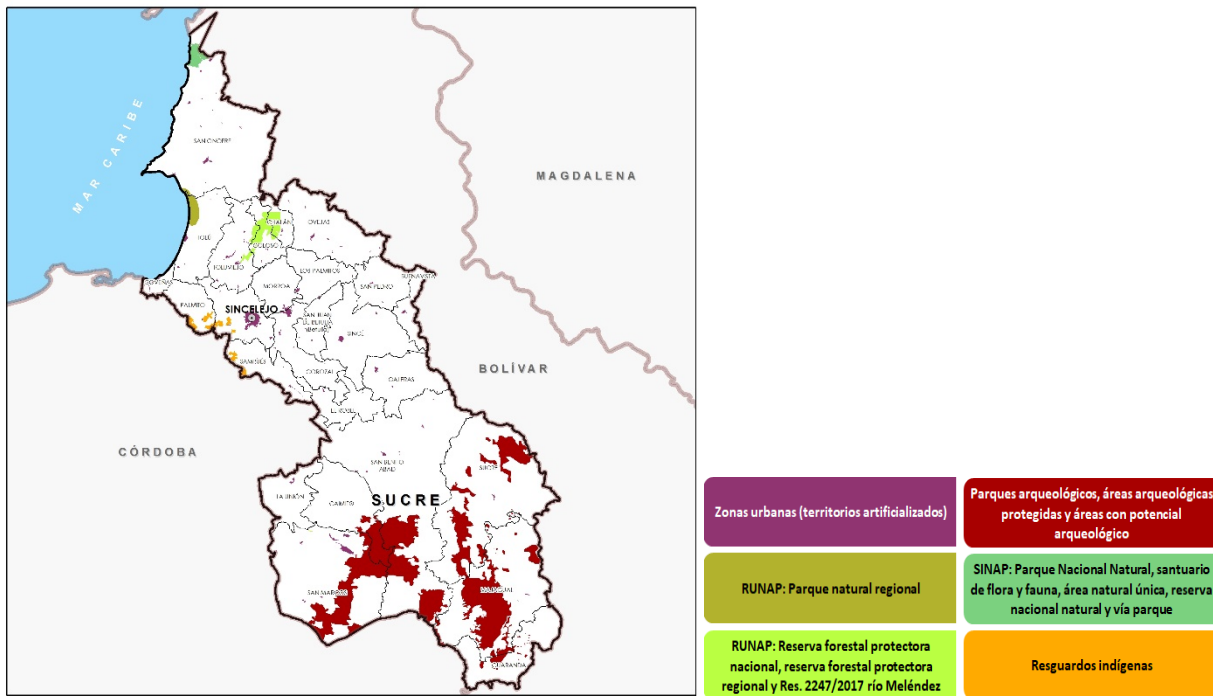 MAR CARIBE
MAGDALENA
BOLÍVAR
CÓRDOBA
SUCRE
SAN ONOFRE
TOLÚ
COLOSÓ
OVEJAS
TOLUVIEJO
LOS PALMITOS
BUENAVISTA
COVEÑAS
MORROA
SAN PEDRO
PALMITO
SINCELEJO
SINCÉ
SAMPUÉS
COROZAL
GALERAS
EL ROBLE
SAN BENITO
ABAD
SUCRE
LA UNIÓN
CAIMITO
SAN MARCOS
MAJAGUAL
GUARANDA
Zonas urbanas (territorios artificializados)
Parques arqueológicos, áreas arqueológicas
protegidas y áreas con potencial
arqueológico
RUNAP: Parque natural regional
SINAP: Parque Nacional Natural, santuario
de flora y fauna, área natural única, reserva
nacional natural y vía parque
RUNAP: Reserva forestal protectora
nacional, reserva forestal protectora
regional y Res. 2247/2017 río Meléndez
Resguardos indígenas